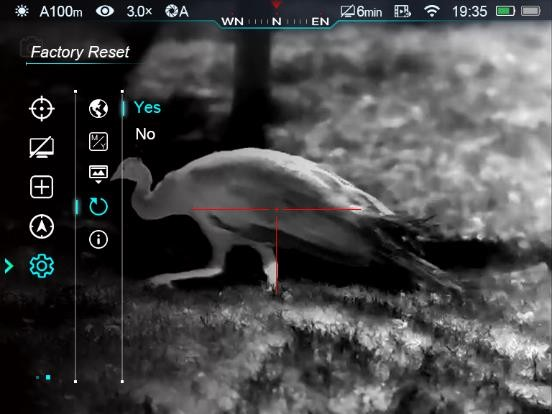 A100m 3.0× A 6min 19:35
WN N EN
Factory Reset
Yes
No
M/Y